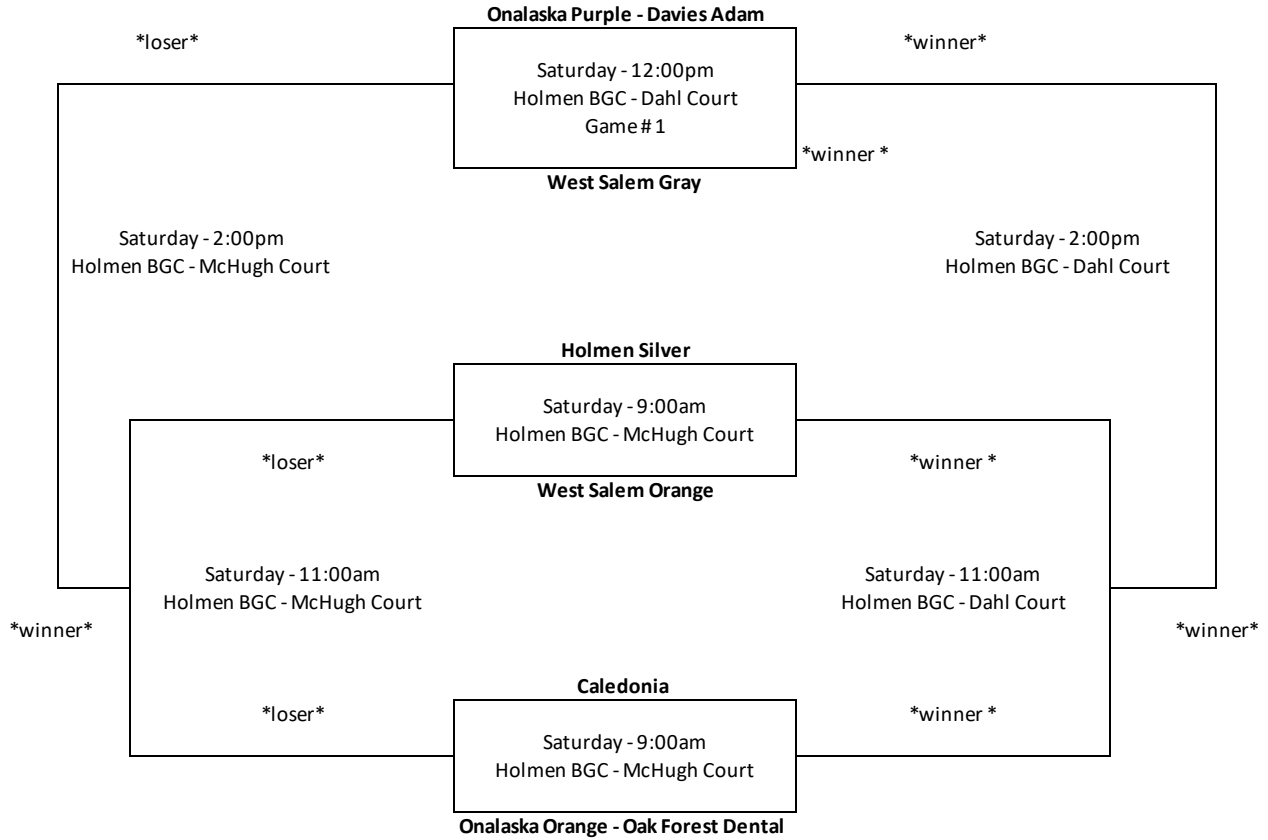 Onalaska Purple - Davies Adam
*loser*
*winner*
Saturday - 12:00pm
Holmen BGC - Dahl Court
Game # 1
*winner *
West Salem Gray
Saturday - 2:00pm
Holmen BGC - McHugh Court
Saturday - 2:00pm
Holmen BGC - Dahl Court
Holmen Silver
Saturday - 9:00am
Holmen BGC - McHugh Court
*loser*
*winner *
West Salem Orange
Saturday - 11:00am
Holmen BGC - McHugh Court
Saturday - 11:00am
Holmen BGC - Dahl Court
*winner*
*winner*
Caledonia
*loser*
*winner *
Saturday - 9:00am
Holmen BGC - McHugh Court
Onalaska Orange - Oak Forest Dental